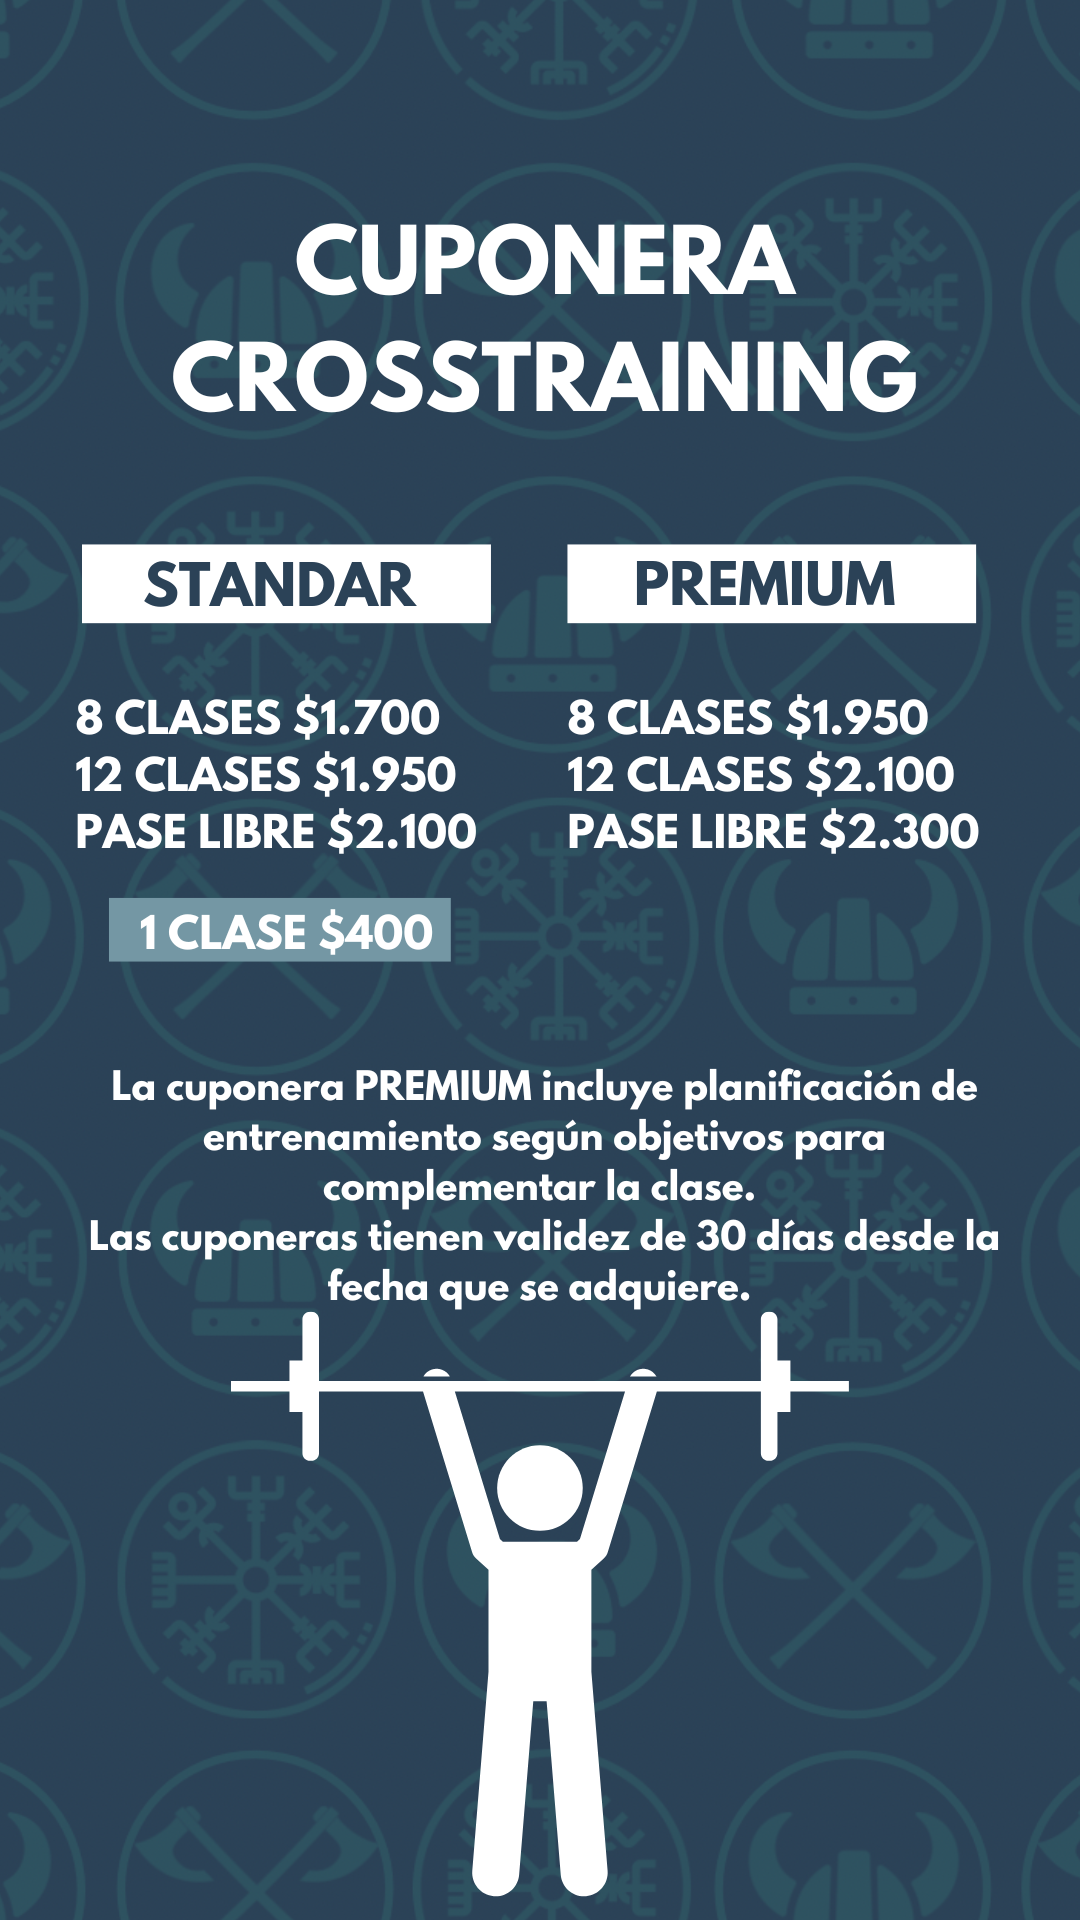 CUPONERA
CROSSTRAINING
STANDAR
8 CLASES $1.700
12 CLASES $1.950
PASE LIBRE $2.100
1 CLASE $400
PREMIUM
8 CLASES $1.950
12 CLASES $2.100
PASE LIBRE $2.300
La cuponera PREMIUM incluye planificación de
entrenamiento según objetivos para
complementar la clase.
Las cuponeras tienen validez de 30 días desde la
fecha que se adquiere.